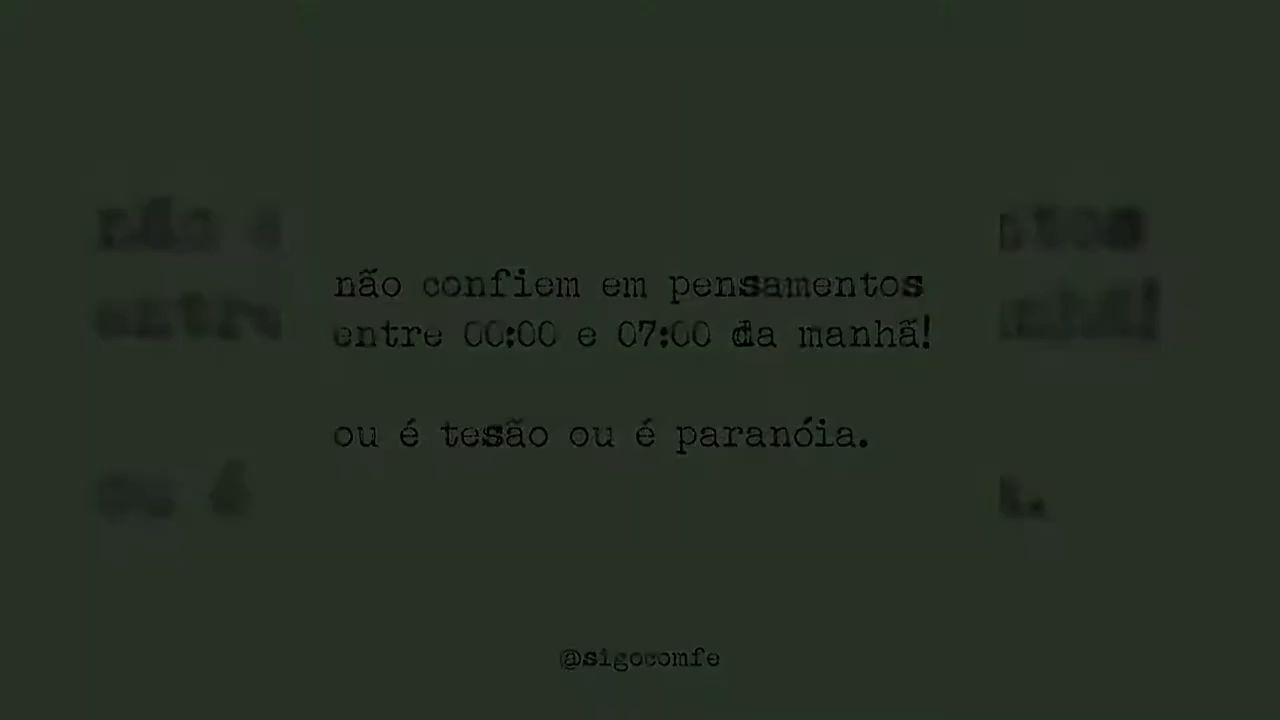 não confiem em pensamentos
entre 00:00 e 07:00 da manhã!
ou é tesão ou é paranóia.
@sigocomfe